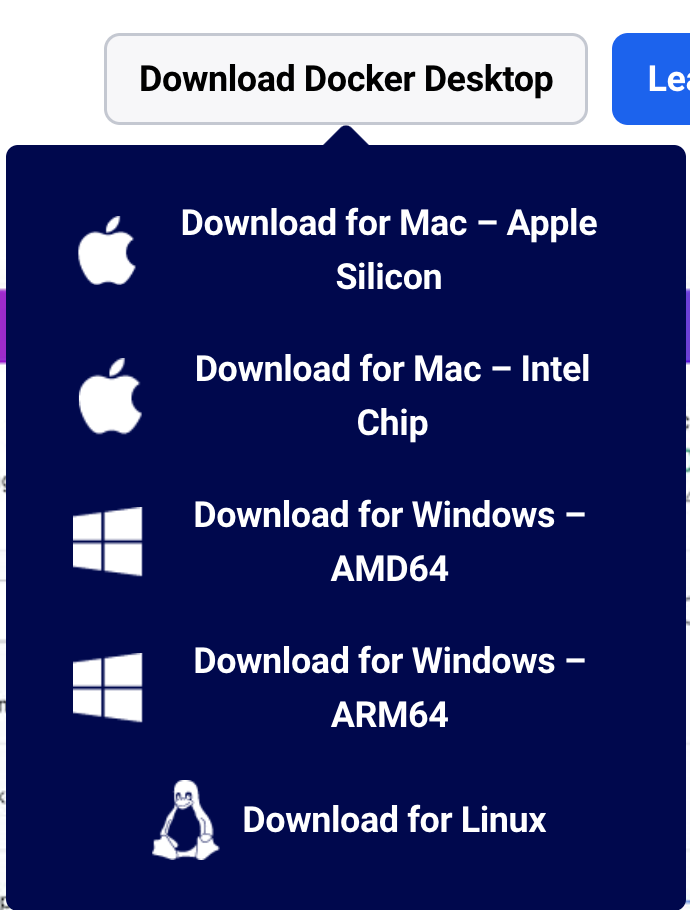 Download Docker Desktop
Lea
Download for Mac – Apple
Silicon
Download for Mac – Intel
Chip
Download for Windows –
AMD64
Download for Windows –
ARM64
Download for Linux